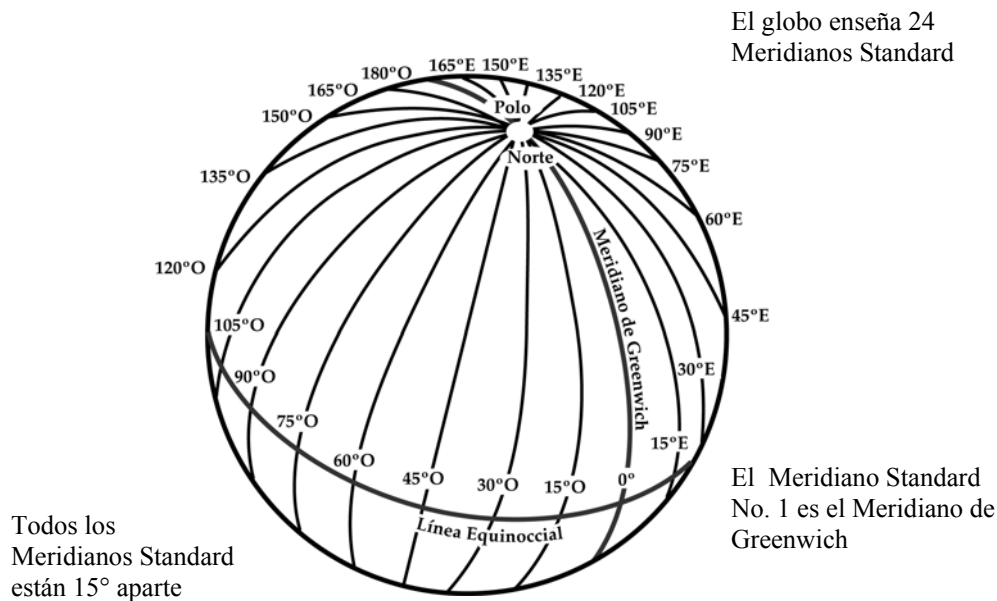 El globo enseña 24
Meridianos Standard
180°O
165°E
150°E
135°E
165°O
120°E
150°O
105°E
Polo
90°E
Norte
75°E
135°O
60°E
Meridiano de Greenwich
120°O
45°E
105°O
30°E
90°O
75°O
15°E
60°O
45°O
30°O
15°O
0°
Línea Equinoccial
El Meridiano Standard
No. 1 es el Meridiano de
Greenwich
Todos los
Meridianos Standard
están 15° aparte